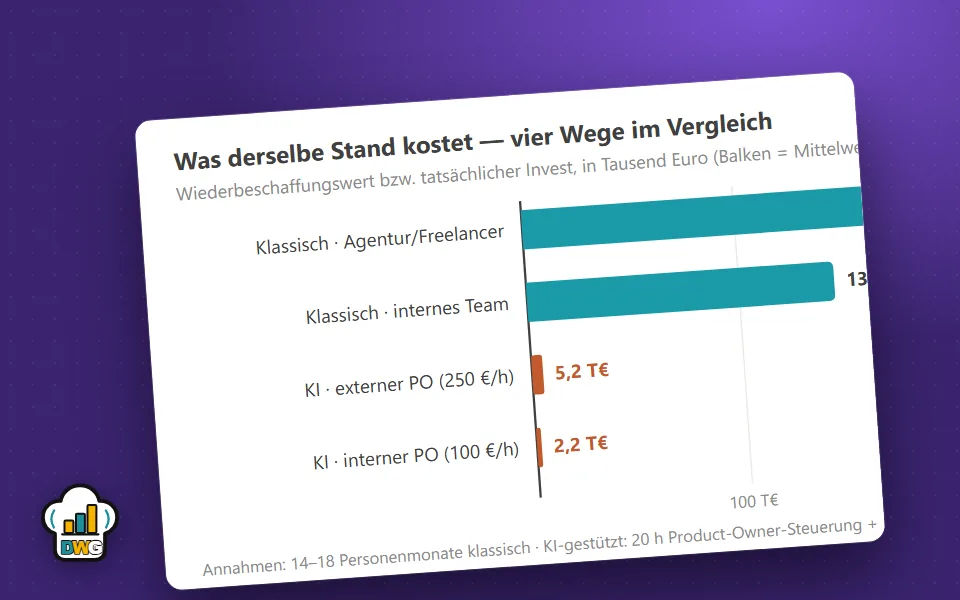 Was derselbe Stand kostet — vier Wege im Vergleich
Wiederbeschaffungswert bzw. tatsächlicher Invest, in Tausend Euro (Balken = Mittelwe
Klassisch · Agentur/Freelancer
Klassisch · internes Team
13
KI · externer PO (250 €/h)
5,2 T€
KI · interner PO (100 €/h)
2,2 T€
100 T€
Annahmen: 14–18 Personenmonate klassisch · KI-gestützt: 20 h Product-Owner-Steuerung +
DWG